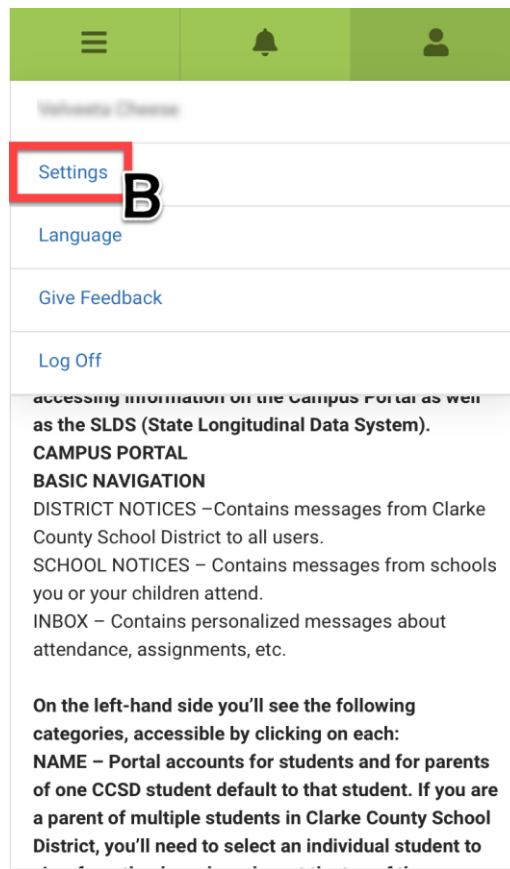 Settings
B
Language
Give Feedback
Log Off
accessing information on the Campus Portal as well
as the SLDS (State Longitudinal Data System).
CAMPUS PORTAL
BASIC NAVIGATION
DISTRICT NOTICES –Contains messages from Clarke
County School District to all users.
SCHOOL NOTICES – Contains messages from schools
you or your children attend.
INBOX – Contains personalized messages about
attendance, assignments, etc.
On the left-hand side you’ll see the following
categories, accessible by clicking on each:
NAME – Portal accounts for students and for parents
of one CCSD student default to that student. If you are
a parent of multiple students in Clarke County School
District, you’ll need to select an individual student to